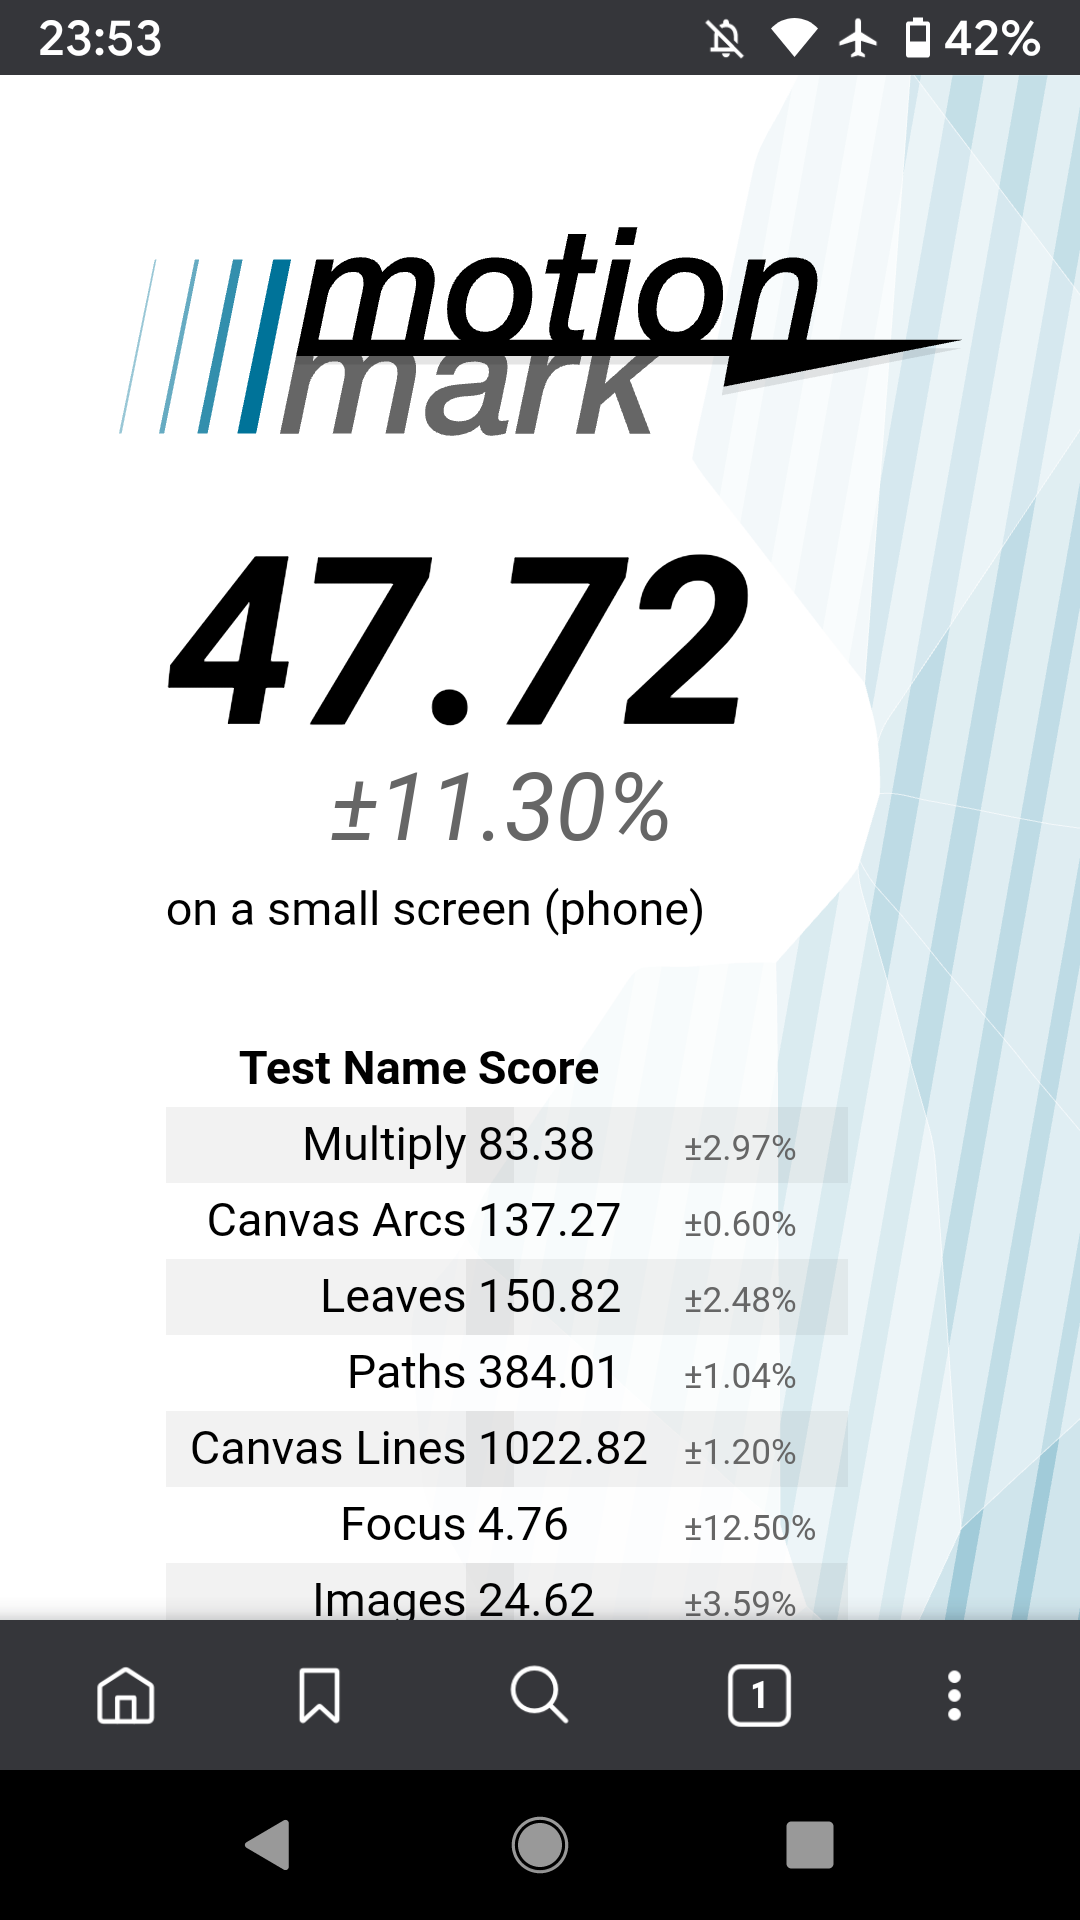 23:53 42%
motion
mark
47.72
±11.30%
on a small screen (phone)
Test Name Score
Multiply 83.38 ±2.97%
Canvas Arcs 137.27 ±0.60%
Leaves 150.82 ±2.48%
Paths 384.01 ±1.04%
Canvas Lines 1022.82 ±1.20%
Focus 4.76 ±12.50%
Images 24.62 ±3.59%
1